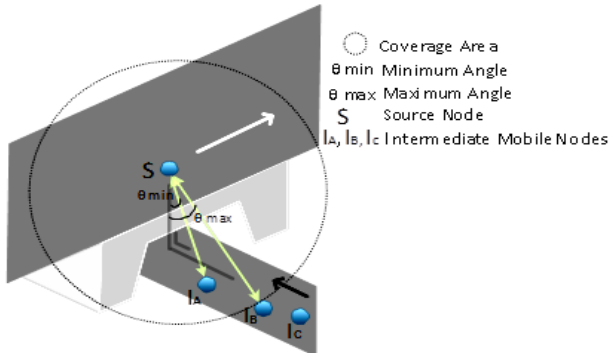 Coverage Area
θ min Minimum Angle
θ max Maximum Angle
S Source Node
IA, IB, IC Intermediate Mobile Nodes
S
θ min
θ max
IA
IB
IC